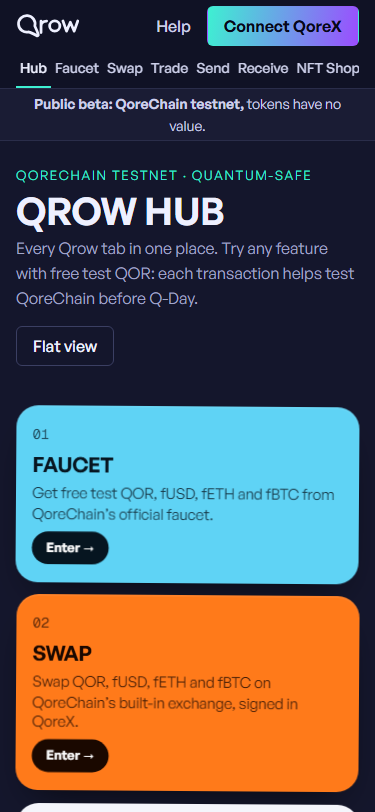 Qrow
Help
Connect QoreX
Hub Faucet Swap Trade Send Receive NFT Shop
Public beta: QoreChain testnet, tokens have no
value.
QORECHAIN TESTNET · QUANTUM-SAFE
QROW HUB
Every Qrow tab in one place. Try any feature
with free test QOR: each transaction helps test
QoreChain before Q-Day.
Flat view
01
FAUCET
Get free test QOR, fUSD, fETH and fBTC from
QoreChain's official faucet.
Enter →
02
SWAP
Swap QOR, fUSD, fETH and fBTC on
QoreChain's built-in exchange, signed in
QoreX.
Enter →